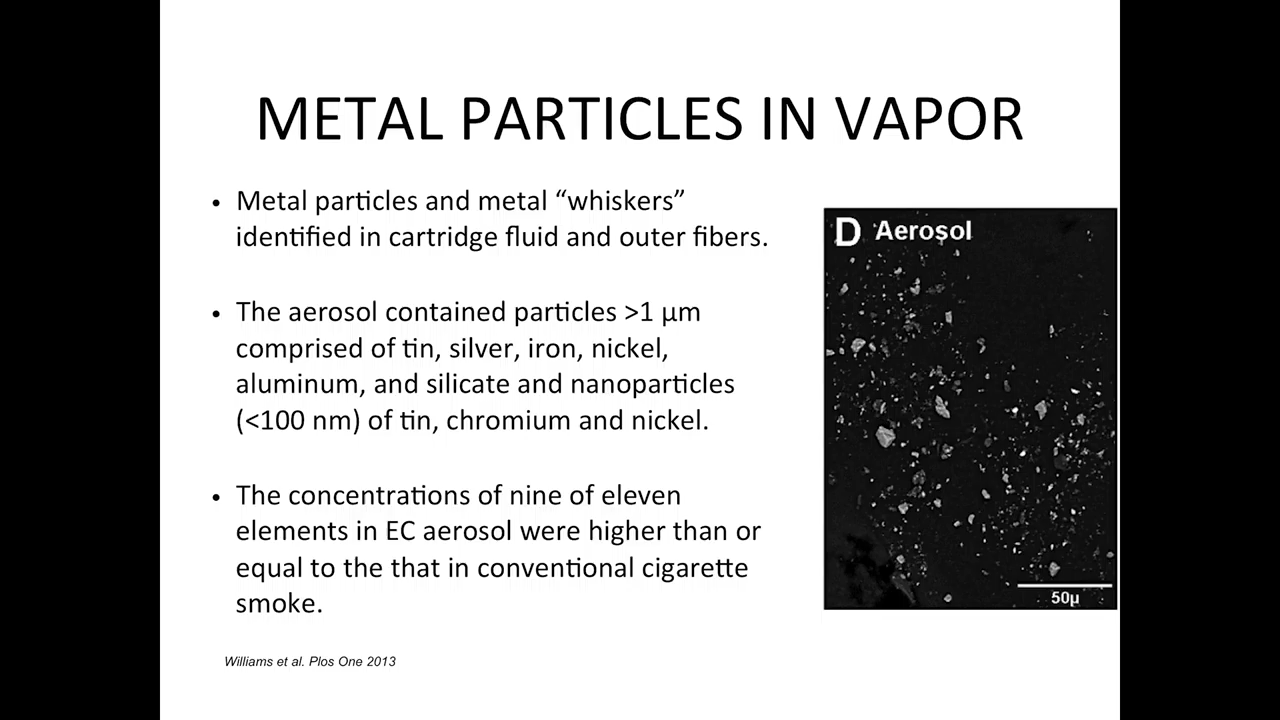 METAL PARTICLES IN VAPOR
• Metal particles and metal “whiskers”
identified in cartridge fluid and outer fibers.
• The aerosol contained particles >1 μm
comprised of tin, silver, iron, nickel,
aluminum, and silicate and nanoparticles
(<100 nm) of tin, chromium and nickel.
• The concentrations of nine of eleven
elements in EC aerosol were higher than or
equal to the that in conventional cigarette
smoke.
D Aerosol
50μ
Williams et al. Plos One 2013